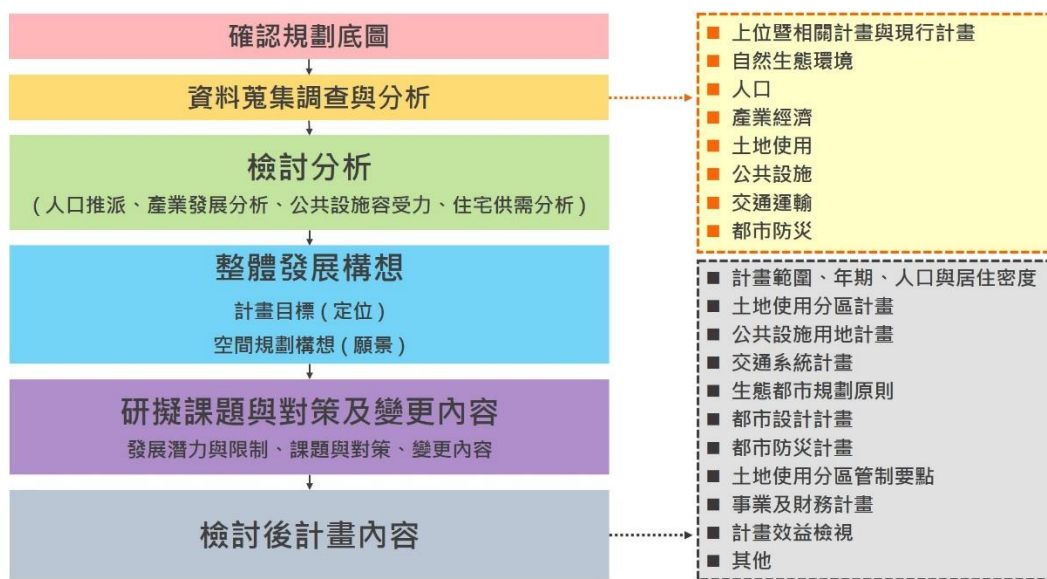 確認規劃底圖
資料蒐集調查與分析
檢討分析
(人口推派、產業發展分析、公共設施容受力、住宅供需分析)
整體發展構想
計畫目標(定位)
空間規劃構想(願景)
研擬課題與對策及變更內容
發展潛力與限制、課題與對策、變更內容
檢討後計畫內容
■ 上位暨相關計畫與現行計畫
■ 自然生態環境
■ 人口
■ 產業經濟
■ 土地使用
■ 公共設施
■ 交通運輸
■ 都市防災
■ 計畫範圍、年期、人口與居住密度
■ 土地使用分區計畫
■ 公共設施用地計畫
■ 交通系統計畫
■ 生態都市規劃原則
■ 都市設計計畫
■ 都市防災計畫
■ 土地使用分區管制要點
■ 事業及財務計畫
■ 計畫效益檢視
■ 其他